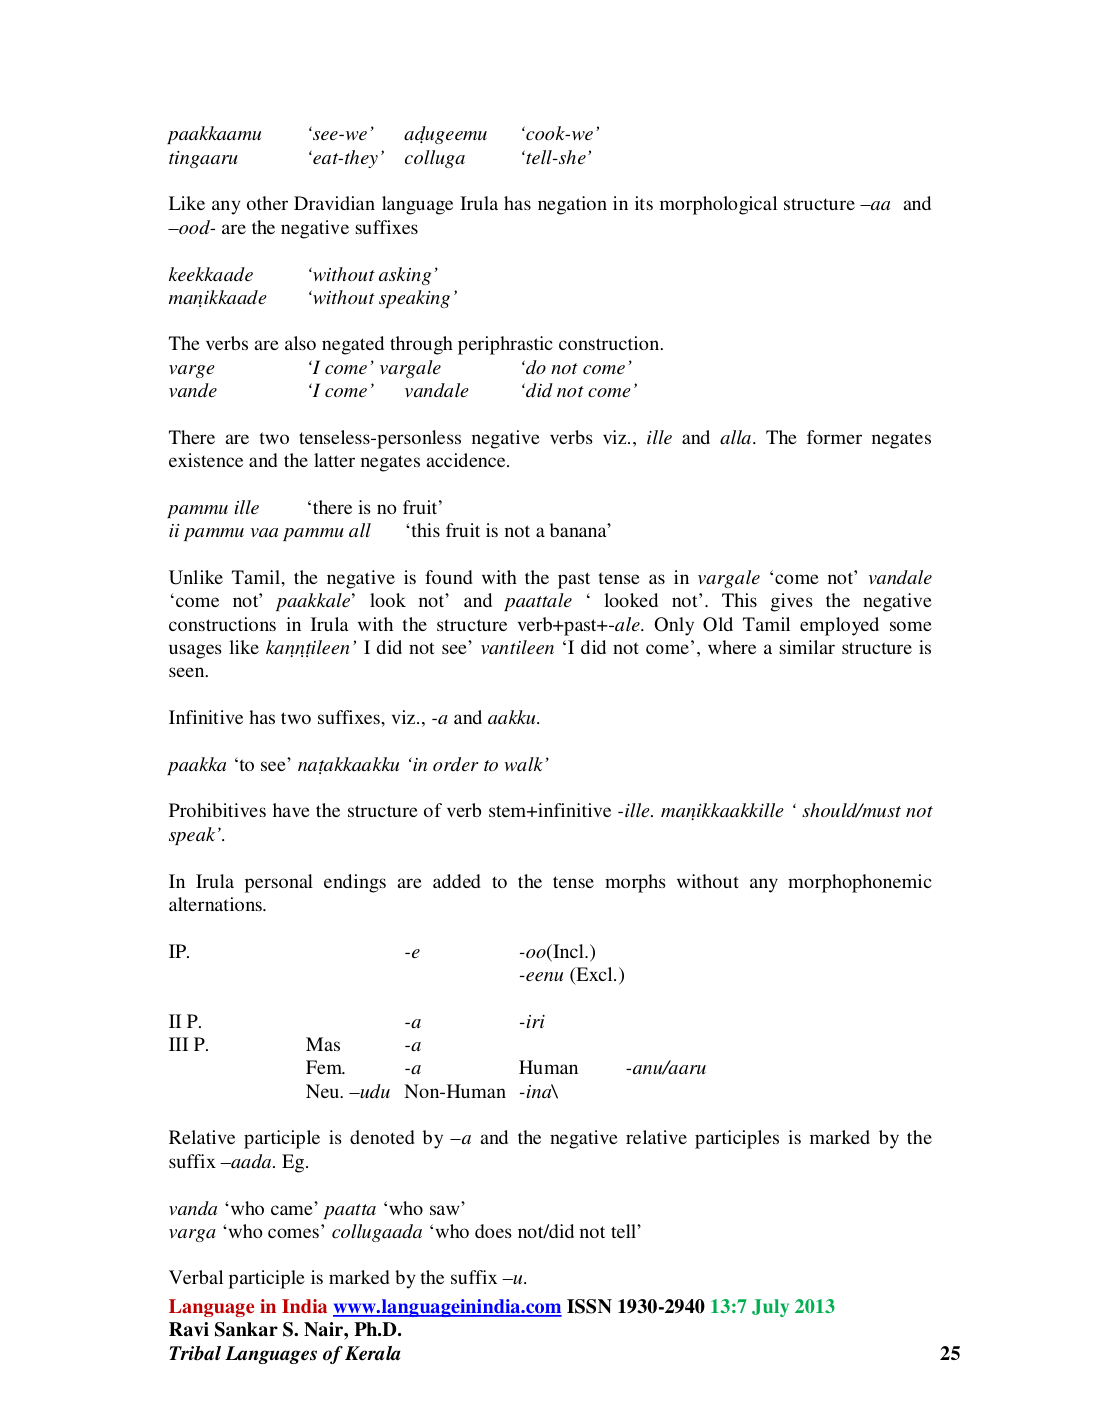 paakkaamu ‘see-we’ aḍugeemu ‘cook-we’
tingaaru ‘eat-they’ colluga ‘tell-she’
Like any other Dravidian language Irula has negation in its morphological structure –aa and
–ood- are the negative suffixes
keekkaade ‘without asking’
maṇikkaade ‘without speaking’
The verbs are also negated through periphrastic construction.
varge ‘I come’ vargale ‘do not come’
vande ‘I come’ vandale ‘did not come’
There are two tenseless-personless negative verbs viz., ille and alla. The former negates
existence and the latter negates accidence.
pammu ille ‘there is no fruit’
ii pammu vaa pammu all ‘this fruit is not a banana’
Unlike Tamil, the negative is found with the past tense as in vargale ‘come not’ vandale
‘come not’ paakkale’ look not’ and paattale ‘ looked not’. This gives the negative
constructions in Irula with the structure verb+past+-ale. Only Old Tamil employed some
usages like kaṇṇṭileen’ I did not see’ vantileen ‘I did not come’, where a similar structure is
seen.
Infinitive has two suffixes, viz., -a and aakku.
paakka ‘to see’ naṭakkaakku ‘in order to walk’
Prohibitives have the structure of verb stem+infinitive -ille. maṇikkaakkille ‘ should/must not
speak’.
In Irula personal endings are added to the tense morphs without any morphophonemic
alternations.
IP. -e -oo(Incl.)
-eenu (Excl.)
II P. -a -iri
III P. Mas -a
Fem. -a Human -anu/aaru
Neu. –udu Non-Human -ina\
Relative participle is denoted by –a and the negative relative participles is marked by the
suffix –aada. Eg.
vanda ‘who came’ paatta ‘who saw’
varga ‘who comes’ collugaada ‘who does not/did not tell’
Verbal participle is marked by the suffix –u.
Language in India www.languageinindia.com ISSN 1930-2940 13:7 July 2013
Ravi Sankar S. Nair, Ph.D.
Tribal Languages of Kerala 25